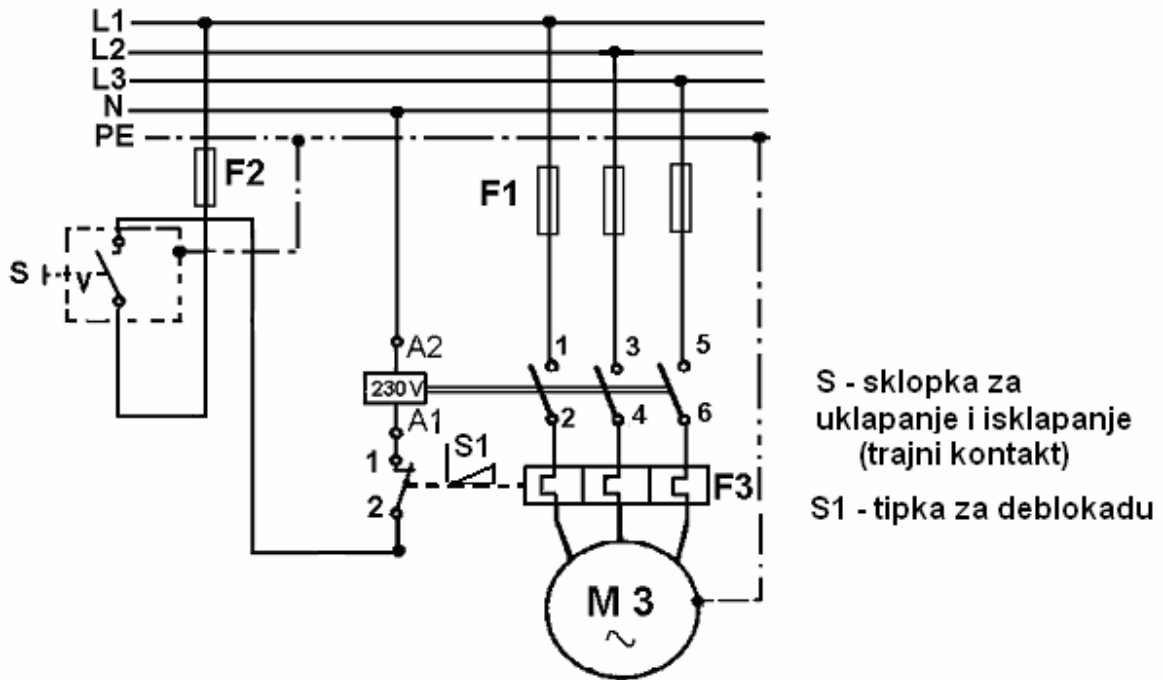 L1
L2
L3
N
PE
F2
F1
S
A2
1
3
5
230 V
A1
2
4
6
S1
1
2
F3
M 3
~
S - sklopka za
uklapanje i isklapanje
(trajni kontakt)
S1 - tipka za deblokadu